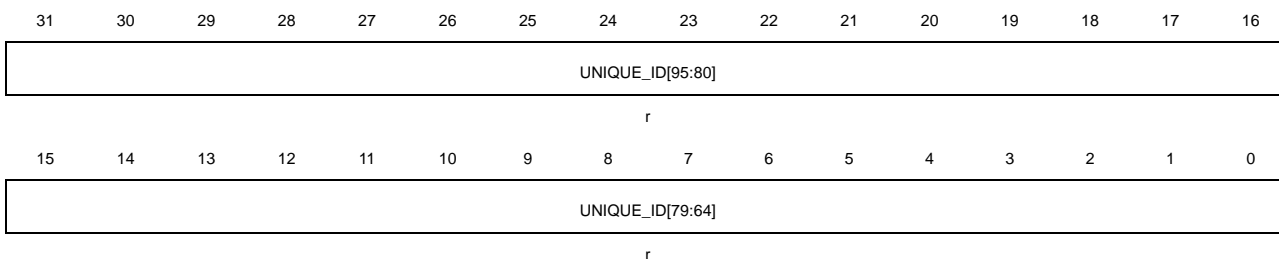 31 30 29 28 27 26 25 24 23 22 21 20 19 18 17 16
UNIQUE_ID[95:80]
r
15 14 13 12 11 10 9 8 7 6 5 4 3 2 1 0
UNIQUE_ID[79:64]
r